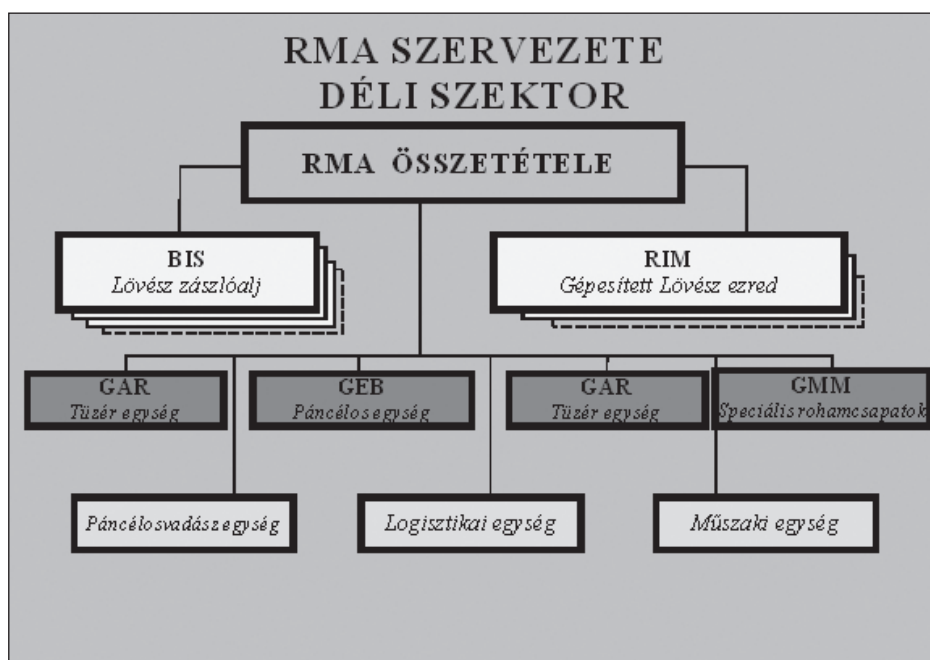 RMA SZERVEZETE
DÉLI SZEKTOR
RMA ÖSSZETÉTELE
BIS
Lövész zászlóalj
RIM
Gépesített Lövész ezred
GAR
Tüzér egység
GEB
Páncélos egység
GAR
Tüzér egység
GMM
Speciális rohamcsapatok
Páncélosvadász egység
Logisztikai egység
Műszaki egység